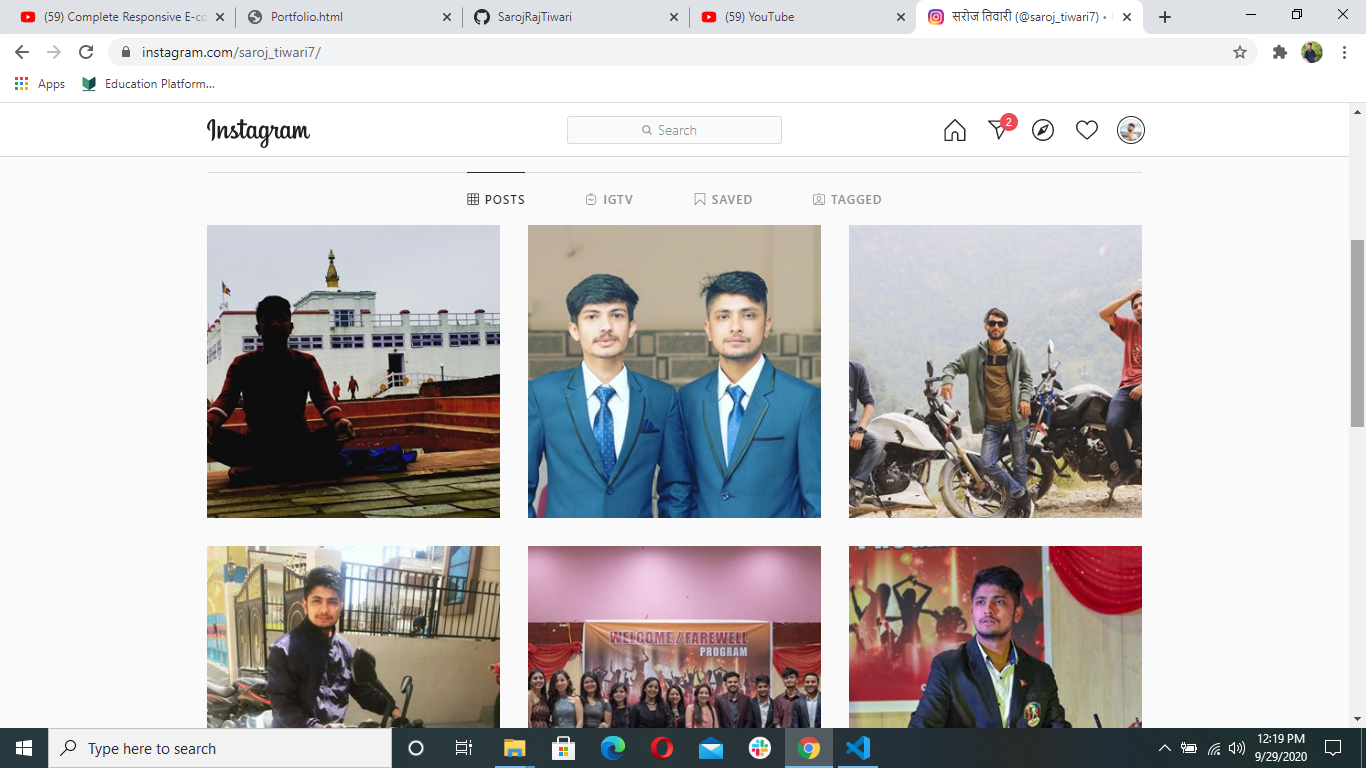 (59) Complete Responsive E-co
Portfolio.html
SarojRajTiwari
(59) YouTube
सरोज तिवारी (@saroj_tiwari7) •
instagram.com/saroj_tiwari7/
Apps
Education Platform...
Instagram
Search
2
POSTS
IGTV
SAVED
TAGGED
WELCOME / FAREWELL
PROGRAM
Type here to search
12:19 PM
9/29/2020